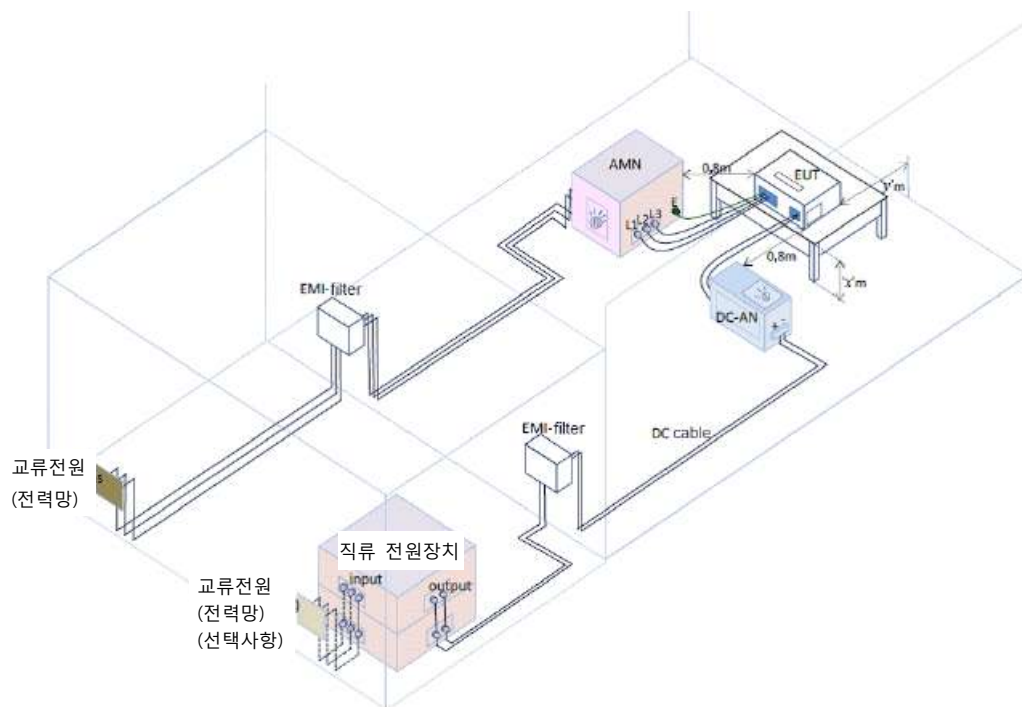 AMN
0,8m
EUT
'y'm
E
L1 L2 L3
0,8m
'x'm
DC-AN
+ -
EMI-filter
EMI-filter
DC cable
교류전원
(전력망)
s
직류 전원장치
input
output
교류전원
(전력망)
(선택사항)